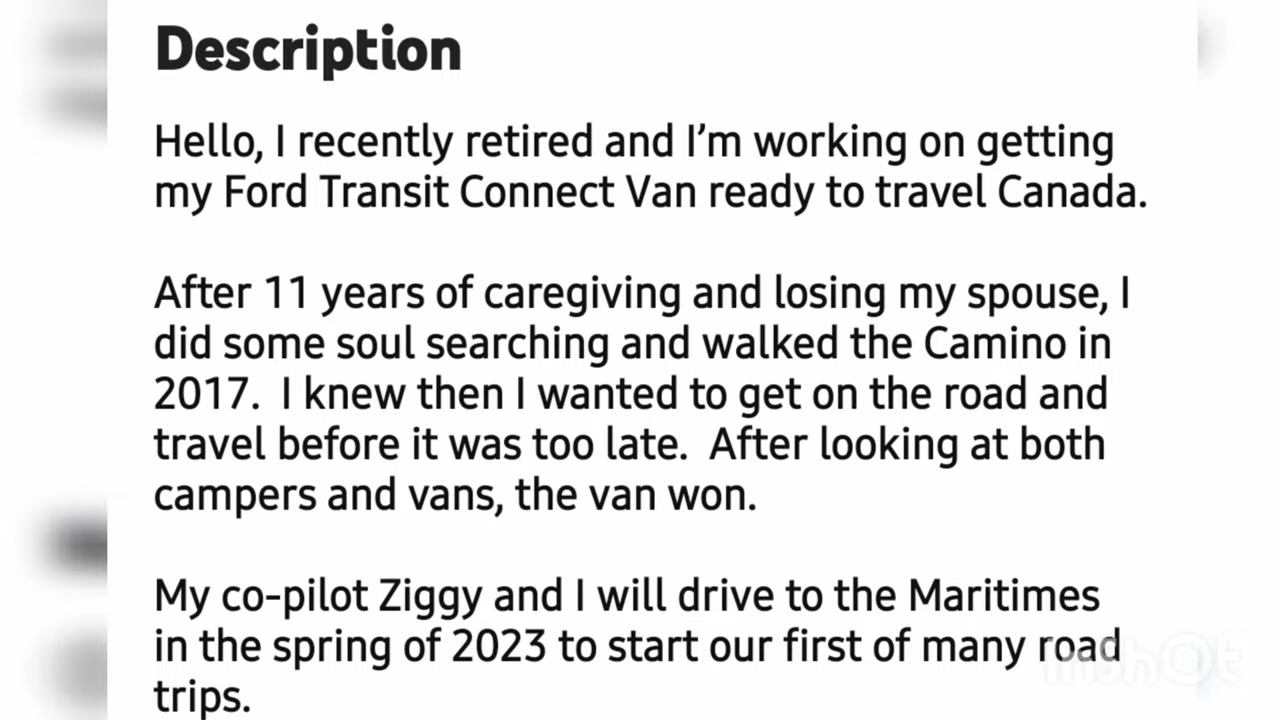 Description
Hello, I recently retired and I'm working on getting
my Ford Transit Connect Van ready to travel Canada.
After 11 years of caregiving and losing my spouse, I
did some soul searching and walked the Camino in
2017.  I knew then I wanted to get on the road and
travel before it was too late.  After looking at both
campers and vans, the van won.
My co-pilot Ziggy and I will drive to the Maritimes
in the spring of 2023 to start our first of many road
trips.
InShOt